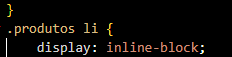 }
.produtos li {
    display: inline-block;